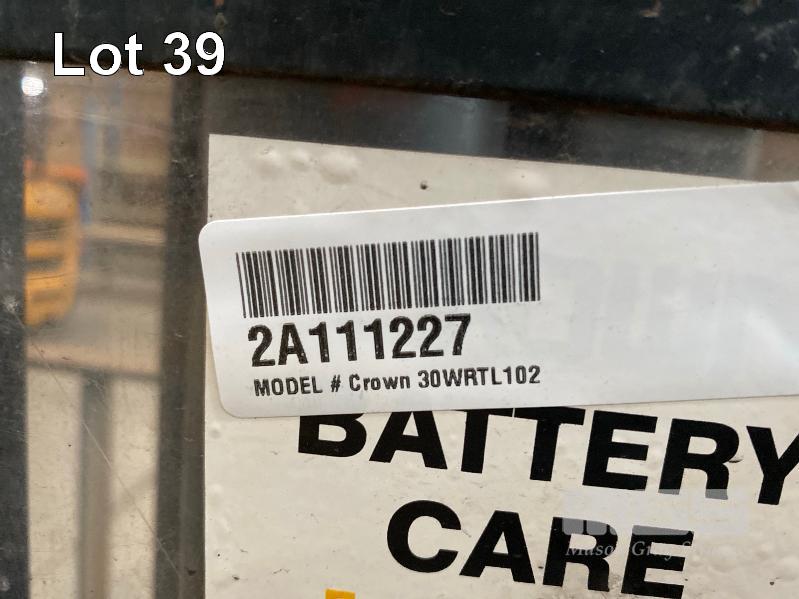 Lot 39
2A111227
MODEL # Crown 30WRTL102
BATTERY
CARE